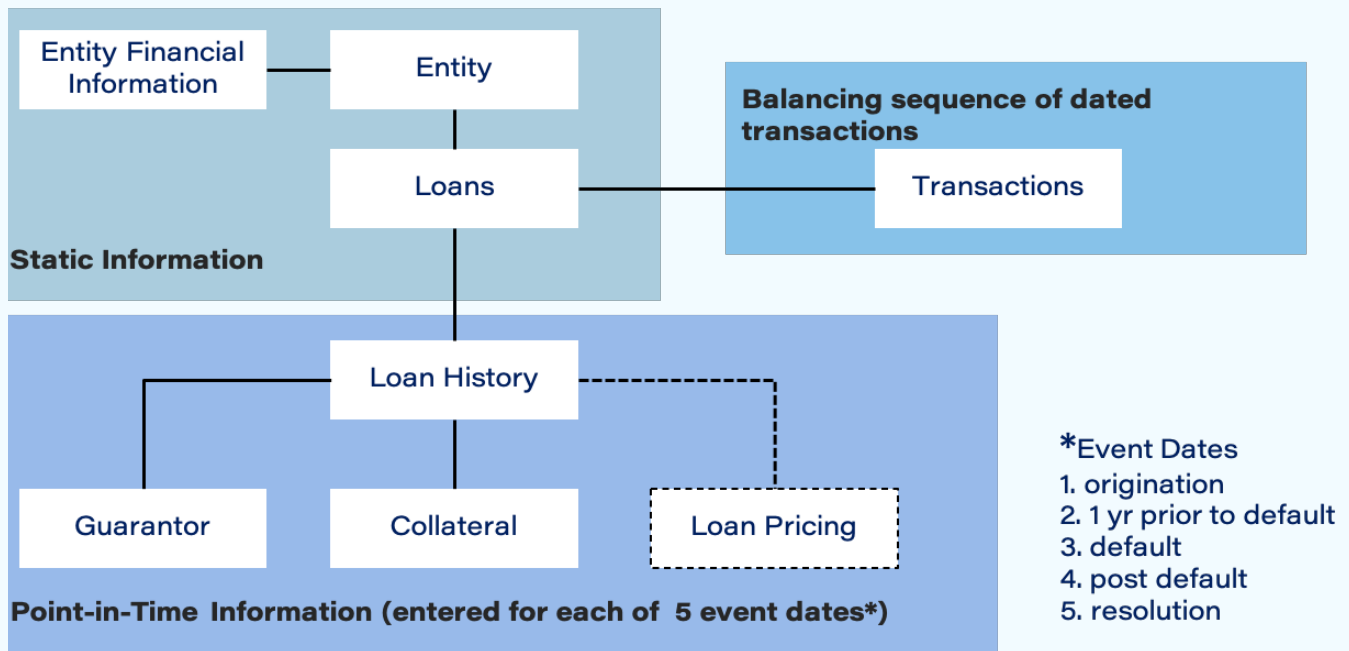 Entity Financial
Information
Entity
Balancing sequence of dated
transactions
Loans
Transactions
Static Information
Loan History
*Event Dates
1. origination
2. 1 yr prior to default
3. default
4. post default
5. resolution
Guarantor
Collateral
Loan Pricing
Point-in-Time Information (entered for each of 5 event dates*)